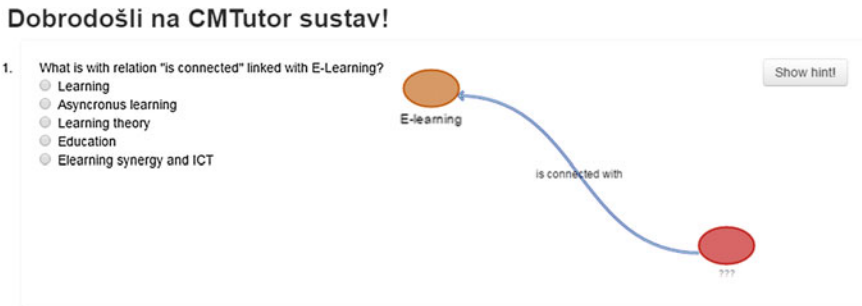 Dobrodošli na CMTutor sustav!
1. What is with relation "is connected" linked with E-Learning?
Show hint!
Learning
Asyncronus learning
Learning theory
Education
Elearning synergy and ICT
E-learning
is connected with
???